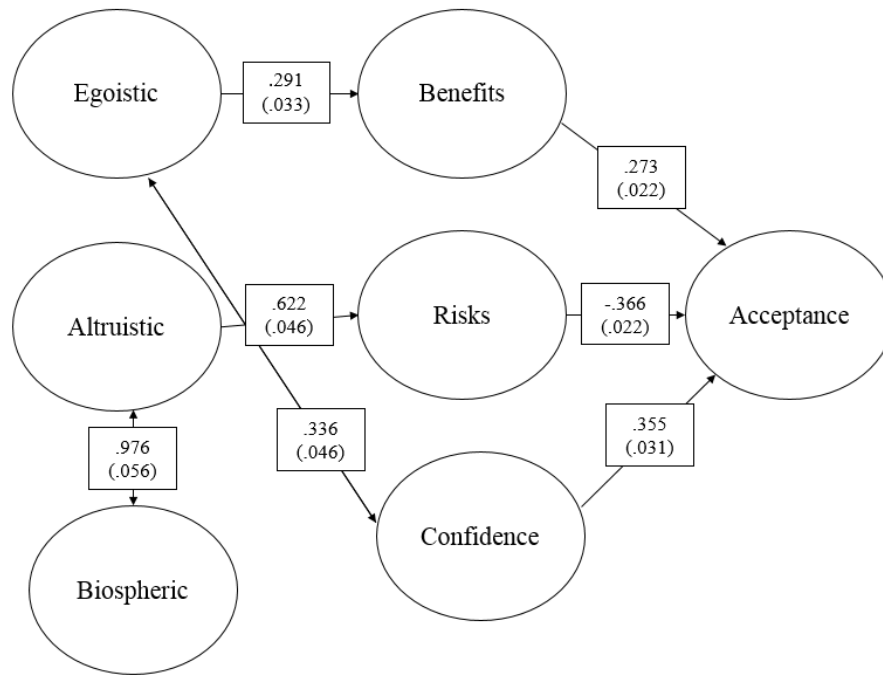 Egoistic
.291
(.033)
Benefits
.273
(.022)
Altruistic
.622
(.046)
Risks
-.366
(.022)
Acceptance
.976
(.056)
.336
(.046)
.355
(.031)
Confidence
Biospheric